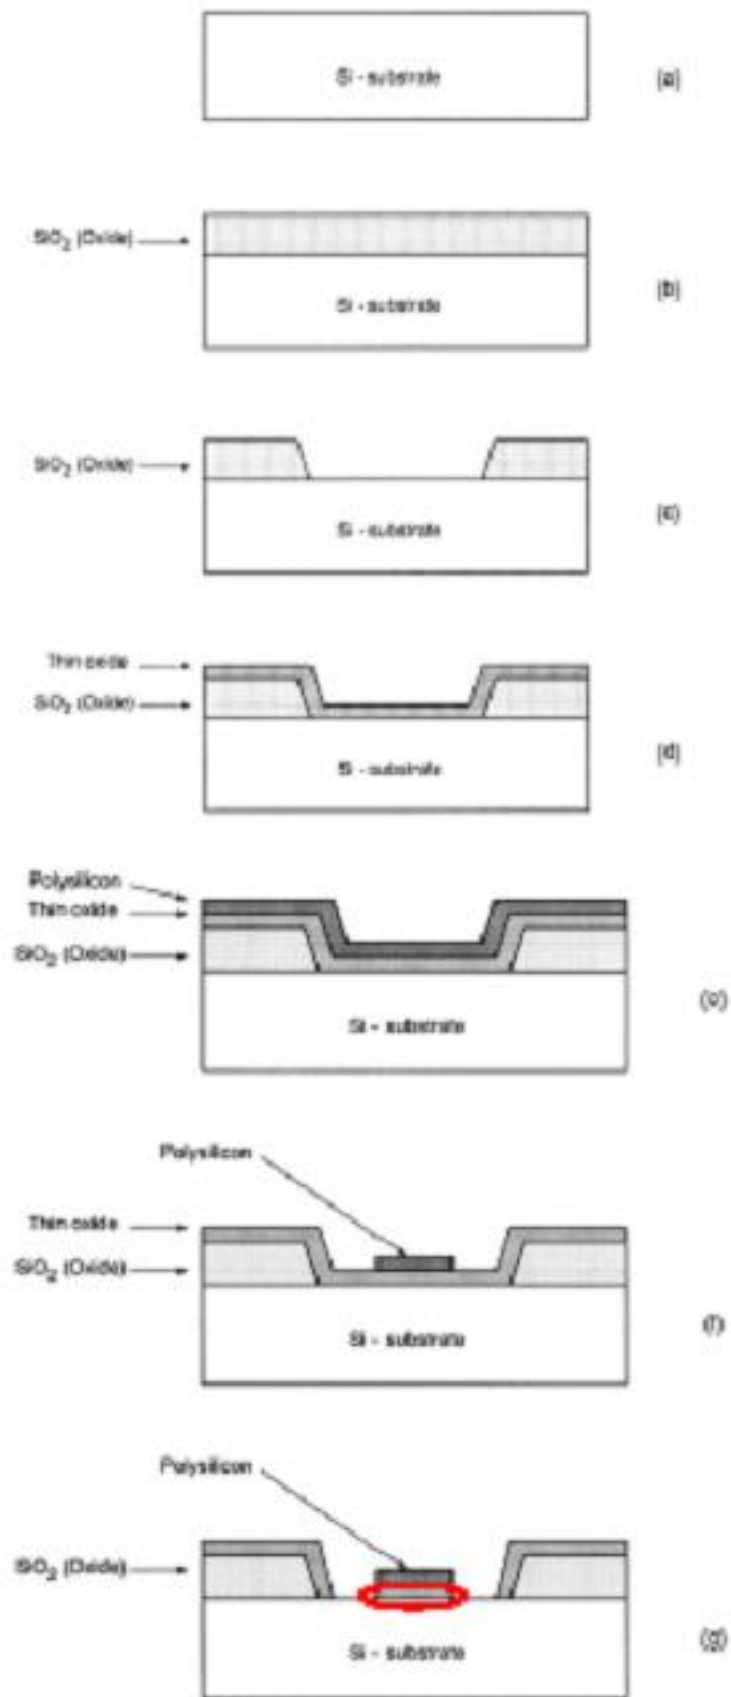 Si - substrate (a)
SiO2 (Oxide)
Si - substrate (b)
SiO2 (Oxide)
Si - substrate (c)
Thin oxide
SiO2 (Oxide)
Si - substrate (d)
Polysilicon
Thin oxide
SiO2 (Oxide)
Si - substrate (e)
Polysilicon
Thin oxide
SiO2 (Oxide)
Si - substrate (f)
Polysilicon
SiO2 (Oxide)
Si - substrate (g)